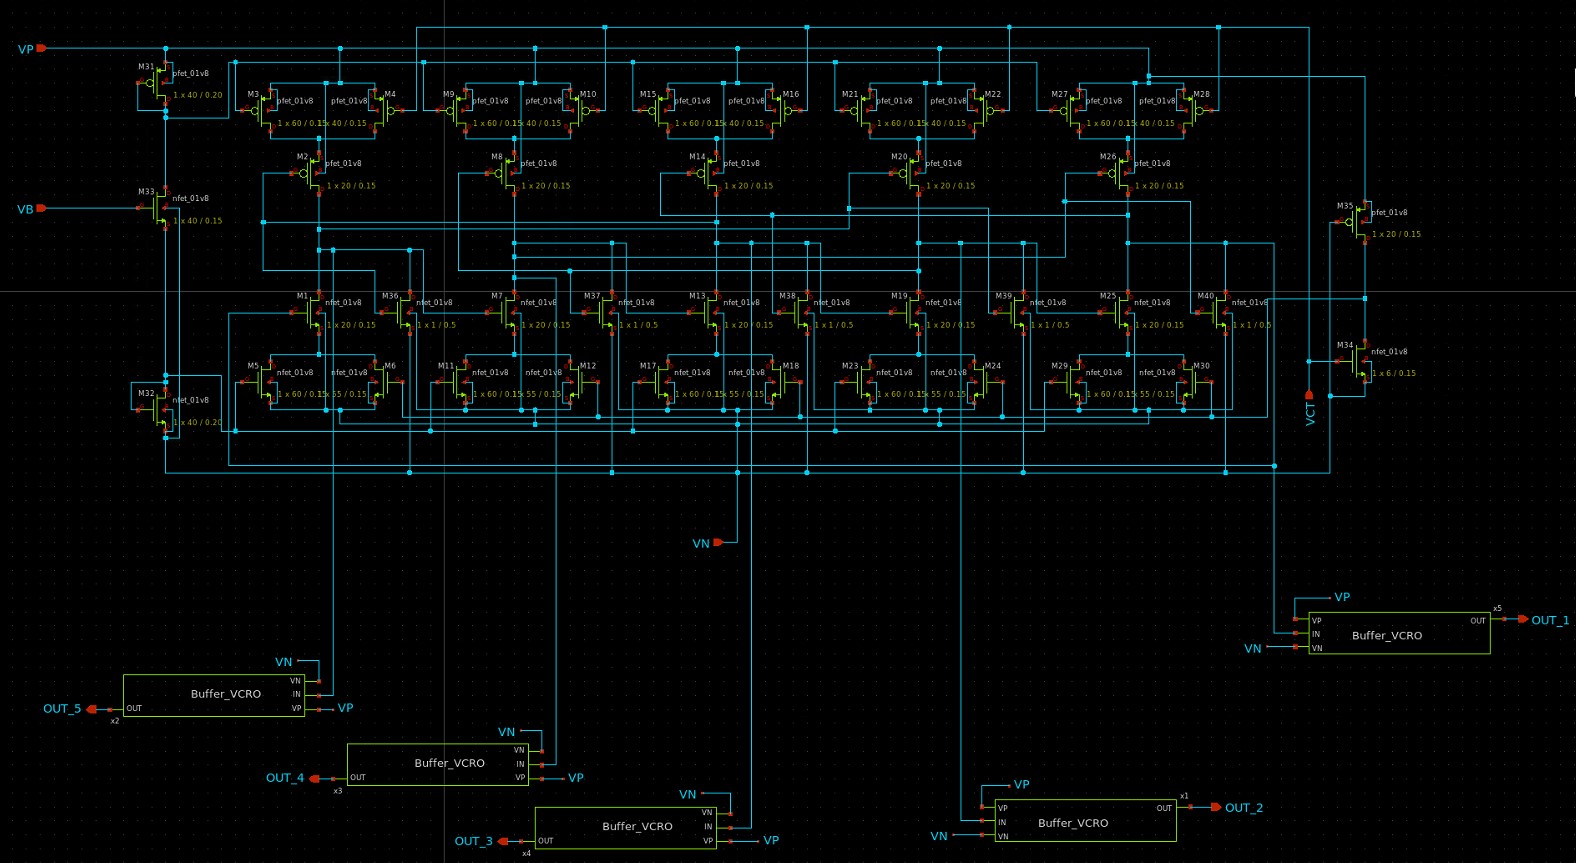 VP
M31
pfet_01v8
1 x 40 / 0.20
M3
pfet_01v8
1 x 60 / 0.15
M4
pfet_01v8
x 40 / 0.15
M9
pfet_01v8
1 x 60 / 0.15
M10
pfet_01v8
x 40 / 0.15
M15
pfet_01v8
1 x 60 / 0.15
M16
pfet_01v8
x 40 / 0.15
M21
pfet_01v8
1 x 60 / 0.15
M22
pfet_01v8
x 40 / 0.15
M27
pfet_01v8
1 x 60 / 0.15
M28
pfet_01v8
x 40 / 0.15
M2
pfet_01v8
1 x 20 / 0.15
M8
pfet_01v8
1 x 20 / 0.15
M14
pfet_01v8
1 x 20 / 0.15
M20
pfet_01v8
1 x 20 / 0.15
M26
pfet_01v8
1 x 20 / 0.15
VB
M33
nfet_01v8
1 x 40 / 0.15
M35
pfet_01v8
1 x 20 / 0.15
M1
nfet_01v8
1 x 20 / 0.15
M36
nfet_01v8
1 x 1 / 0.5
M7
nfet_01v8
1 x 20 / 0.15
M37
nfet_01v8
1 x 1 / 0.5
M13
nfet_01v8
1 x 20 / 0.15
M38
nfet_01v8
1 x 1 / 0.5
M19
nfet_01v8
1 x 20 / 0.15
M39
nfet_01v8
1 x 1 / 0.5
M25
nfet_01v8
1 x 20 / 0.15
M40
nfet_01v8
1 x 1 / 0.5
M34
nfet_01v8
1 x 6 / 0.15
M5
nfet_01v8
1 x 60 / 0.15
M6
nfet_01v8
x 55 / 0.15
M11
nfet_01v8
1 x 60 / 0.15
M12
nfet_01v8
x 55 / 0.15
M17
nfet_01v8
1 x 60 / 0.15
M18
nfet_01v8
x 55 / 0.15
M23
nfet_01v8
1 x 60 / 0.15
M24
nfet_01v8
x 55 / 0.15
M29
nfet_01v8
1 x 60 / 0.15
M30
nfet_01v8
x 55 / 0.15
M32
nfet_01v8
1 x 40 / 0.20
VCT
VN
VP
x5
VP
IN
VN
OUT
Buffer_VCRO
OUT_1
VN
VN
VN
IN
VP
OUT
Buffer_VCRO
OUT_5
VP
x2
VN
VN
IN
VP
OUT
Buffer_VCRO
OUT_4
VP
x3
VN
VN
IN
VP
OUT
Buffer_VCRO
OUT_3
VP
x4
VP
x1
VP
IN
VN
OUT
Buffer_VCRO
OUT_2
VN